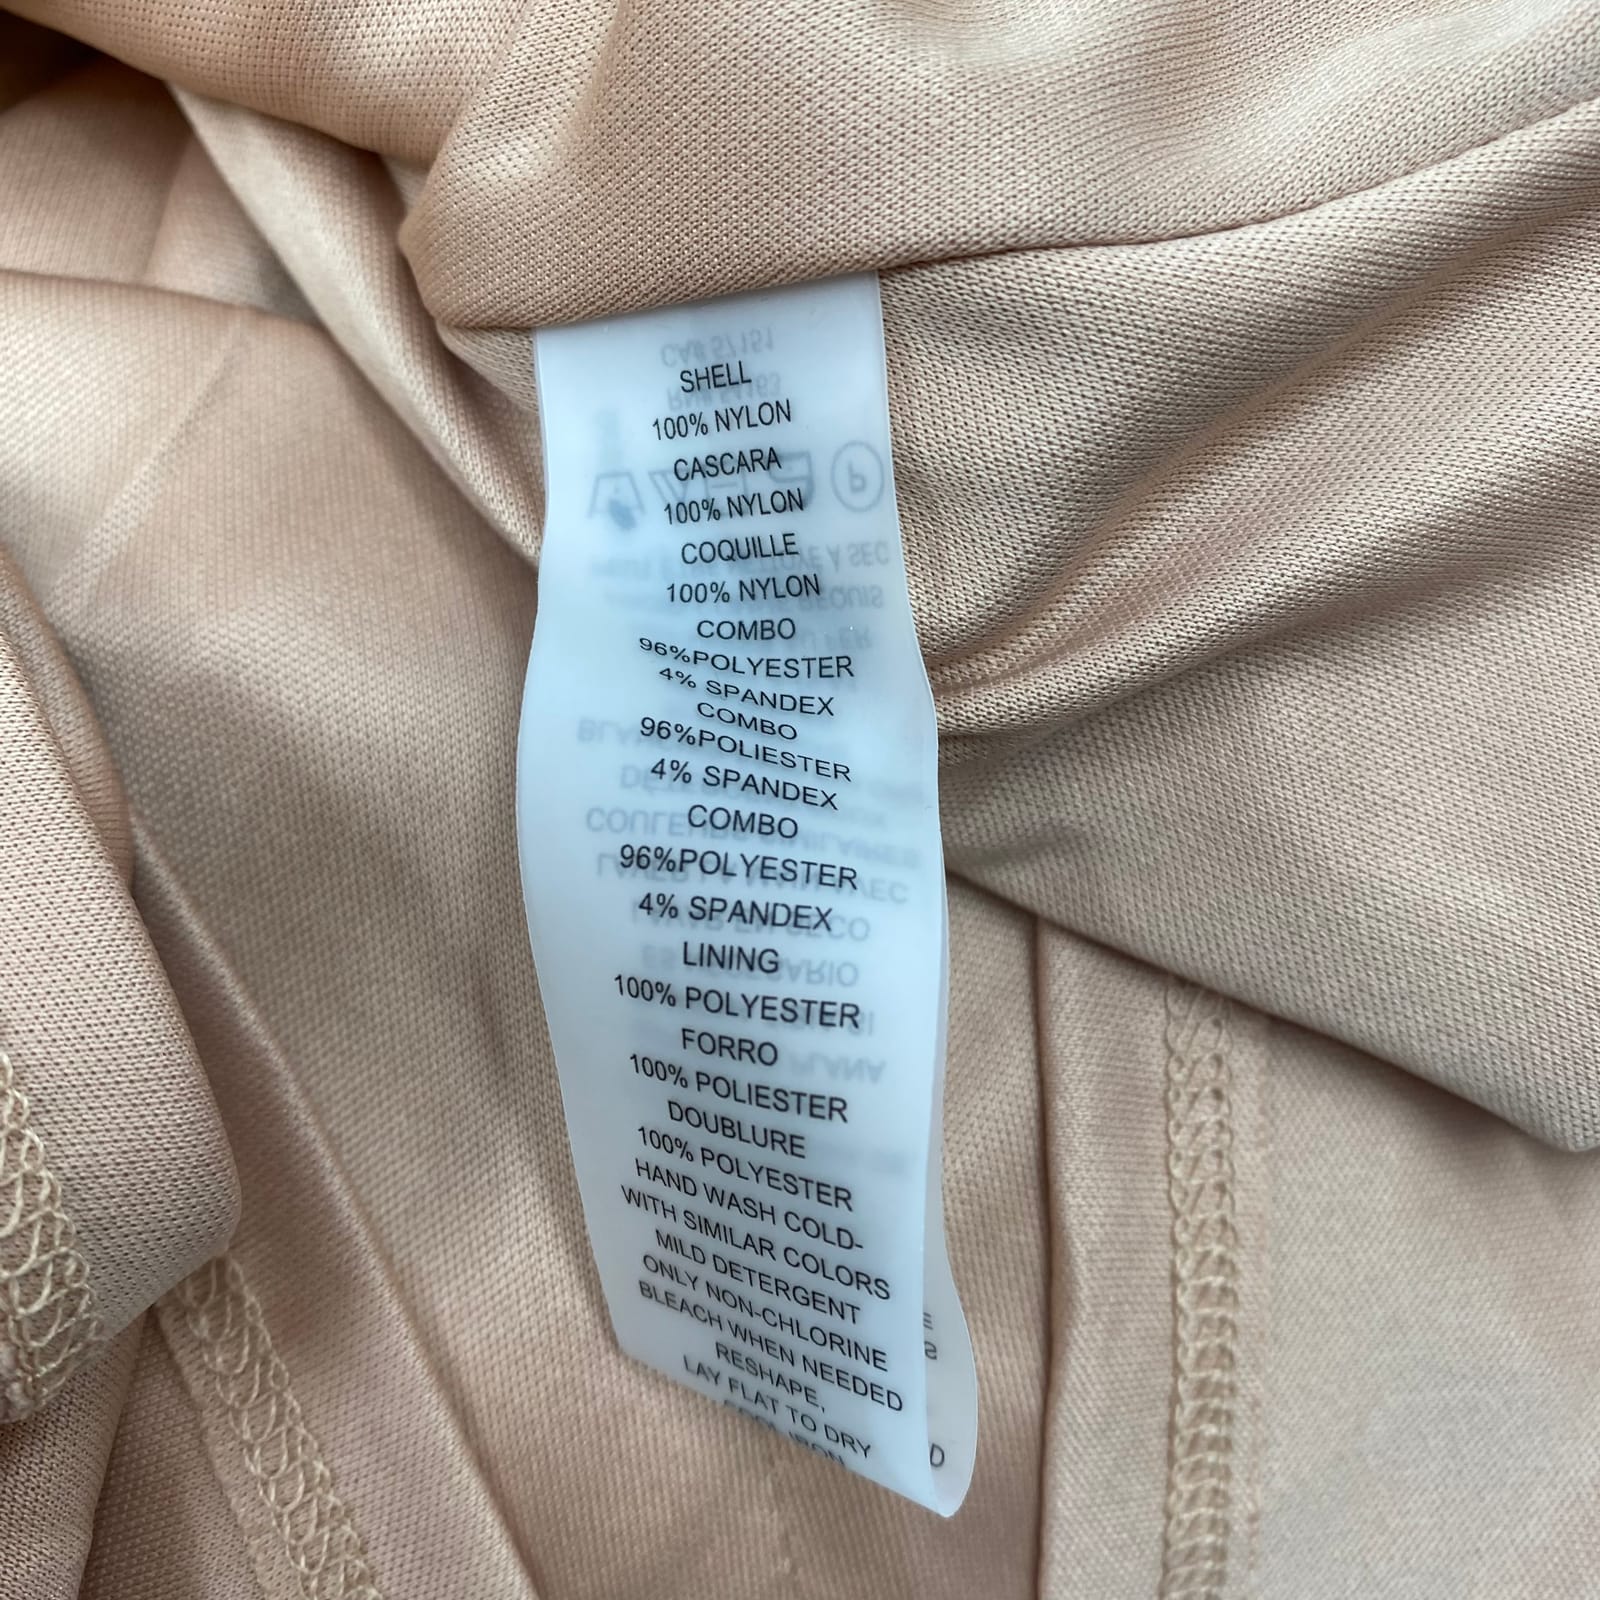 SHELL
100% NYLON
CASCARA
100% NYLON
COQUILLE
100% NYLON
COMBO
96%POLYESTER
4% SPANDEX
COMBO
96%POLIESTER
4% SPANDEX
COMBO
96%POLYESTER
4% SPANDEX
LINING
100% POLYESTER
FORRO
100% POLIESTER
DOUBLURE
100% POLYESTER
HAND WASH COLD-
WITH SIMILAR COLORS
MILD DETERGENT
ONLY NON-CHLORINE
BLEACH WHEN NEEDED
RESHAPE,
LAY FLAT TO DRY
COOL IRON